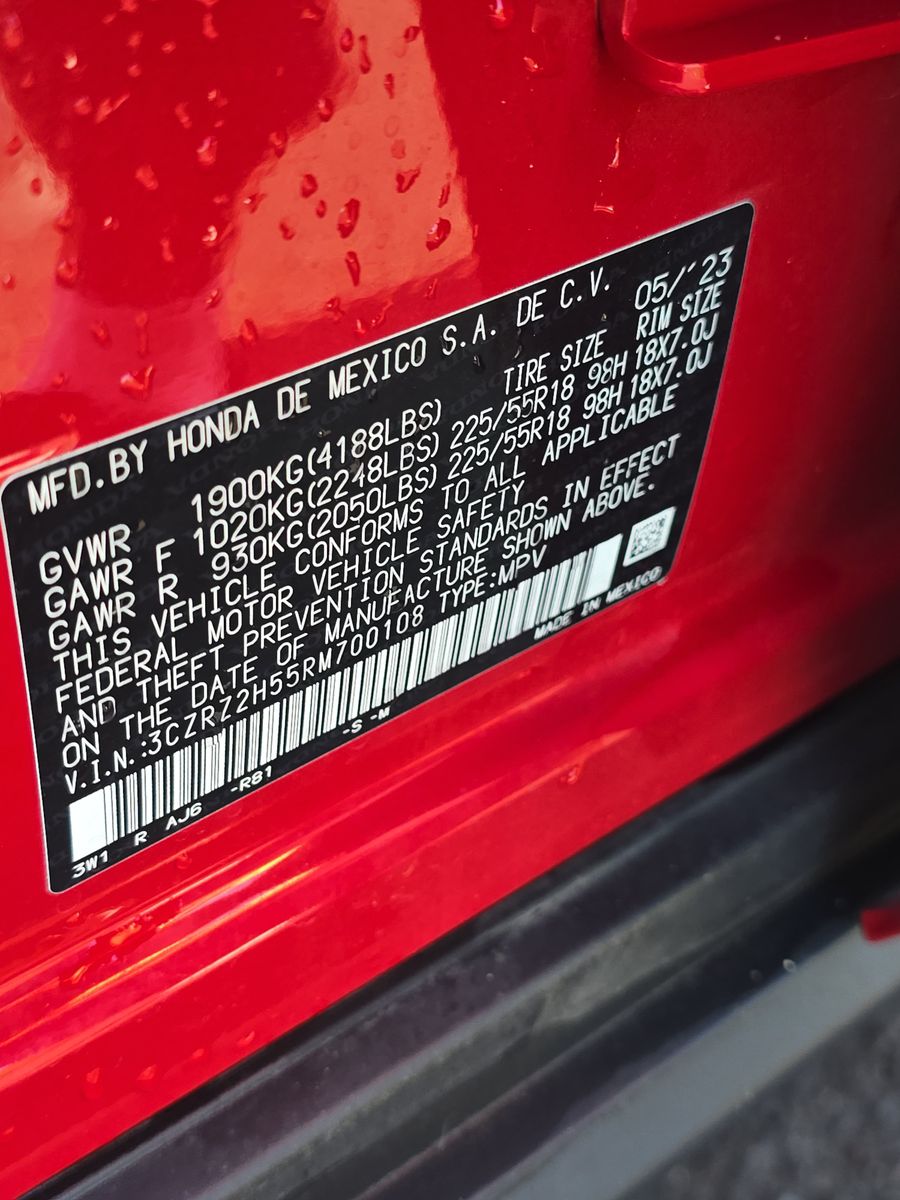 MFD.BY HONDA DE MEXICO S.A. DE C.V. 05/'23
TIRE SIZE RIM SIZE
GVWR 1900KG(4188LBS)
GAWR F 1020KG(2248LBS) 225/55R18 98H 18X7.0J
GAWR R 930KG(2050LBS) 225/55R18 98H 18X7.0J
THIS VEHICLE CONFORMS TO ALL APPLICABLE
FEDERAL MOTOR VEHICLE SAFETY
AND THEFT PREVENTION STANDARDS IN EFFECT
ON THE DATE OF MANUFACTURE SHOWN ABOVE.
V.I.N.:3CZRZ2H55RM700108 TYPE:MPV
MADE IN MEXICO
3W1 R AJ6 -R81 -S -M